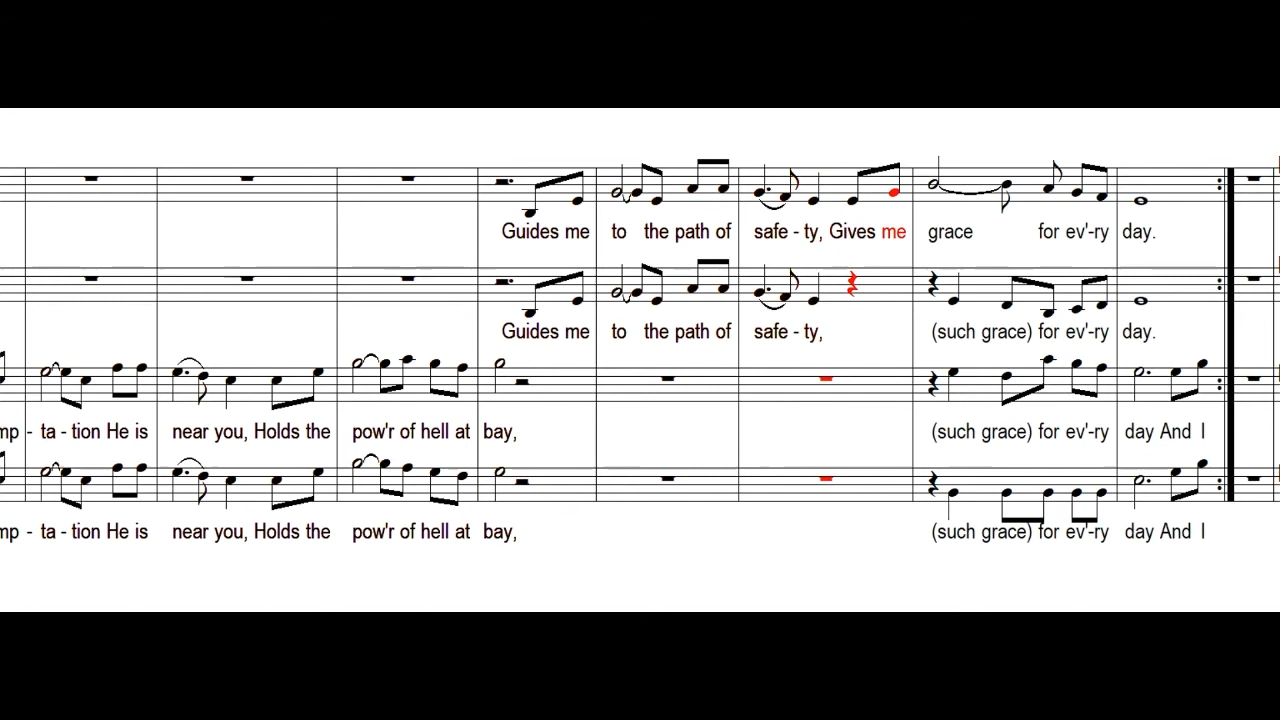 Guides me to the path of safe - ty, Gives me grace for ev'-ry day.
Guides me to the path of safe - ty, (such grace) for ev'-ry day.
mp - ta - tion He is near you, Holds the pow'r of hell at bay, (such grace) for ev'-ry day And I
mp - ta - tion He is near you, Holds the pow'r of hell at bay, (such grace) for ev'-ry day And I